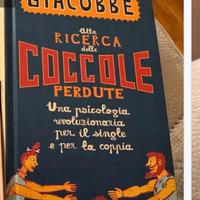 GIACOBBE
alla
RICERCA
delle
COCCOLE
PERDUTE
Una psicologia
rivoluzionaria
per il single
e per la coppia